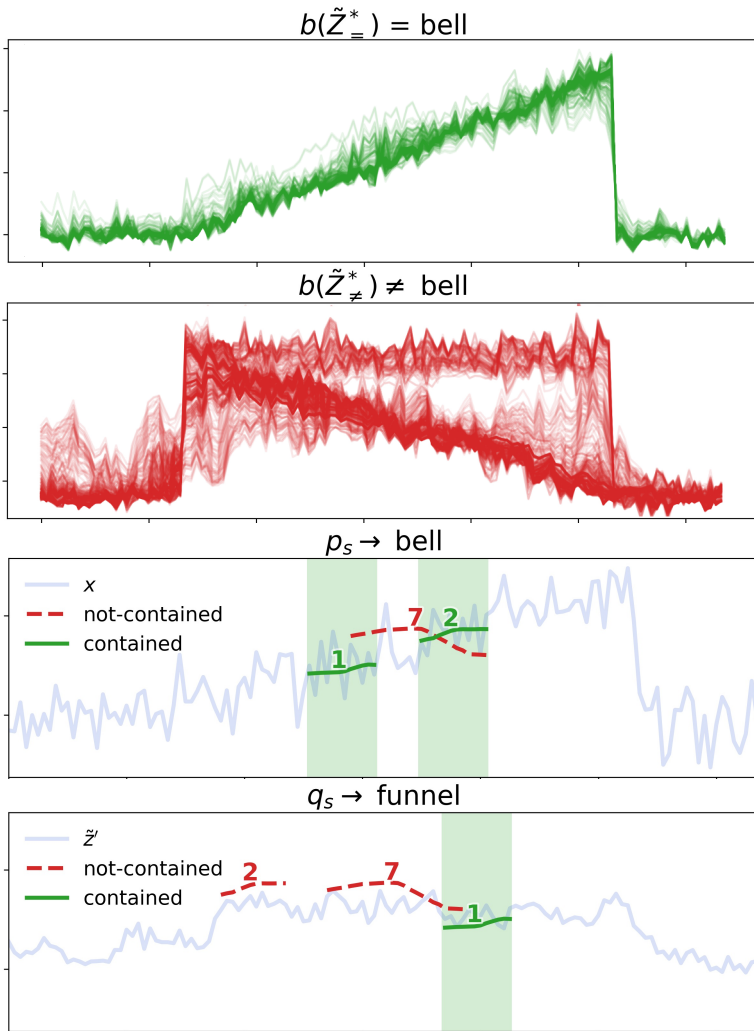 b(Z̃*₌) = bell
b(Z̃*≠) ≠ bell
pₛ → bell
x
not-contained
contained
7
2
1
qₛ → funnel
z̃′
not-contained
contained
2
7
1